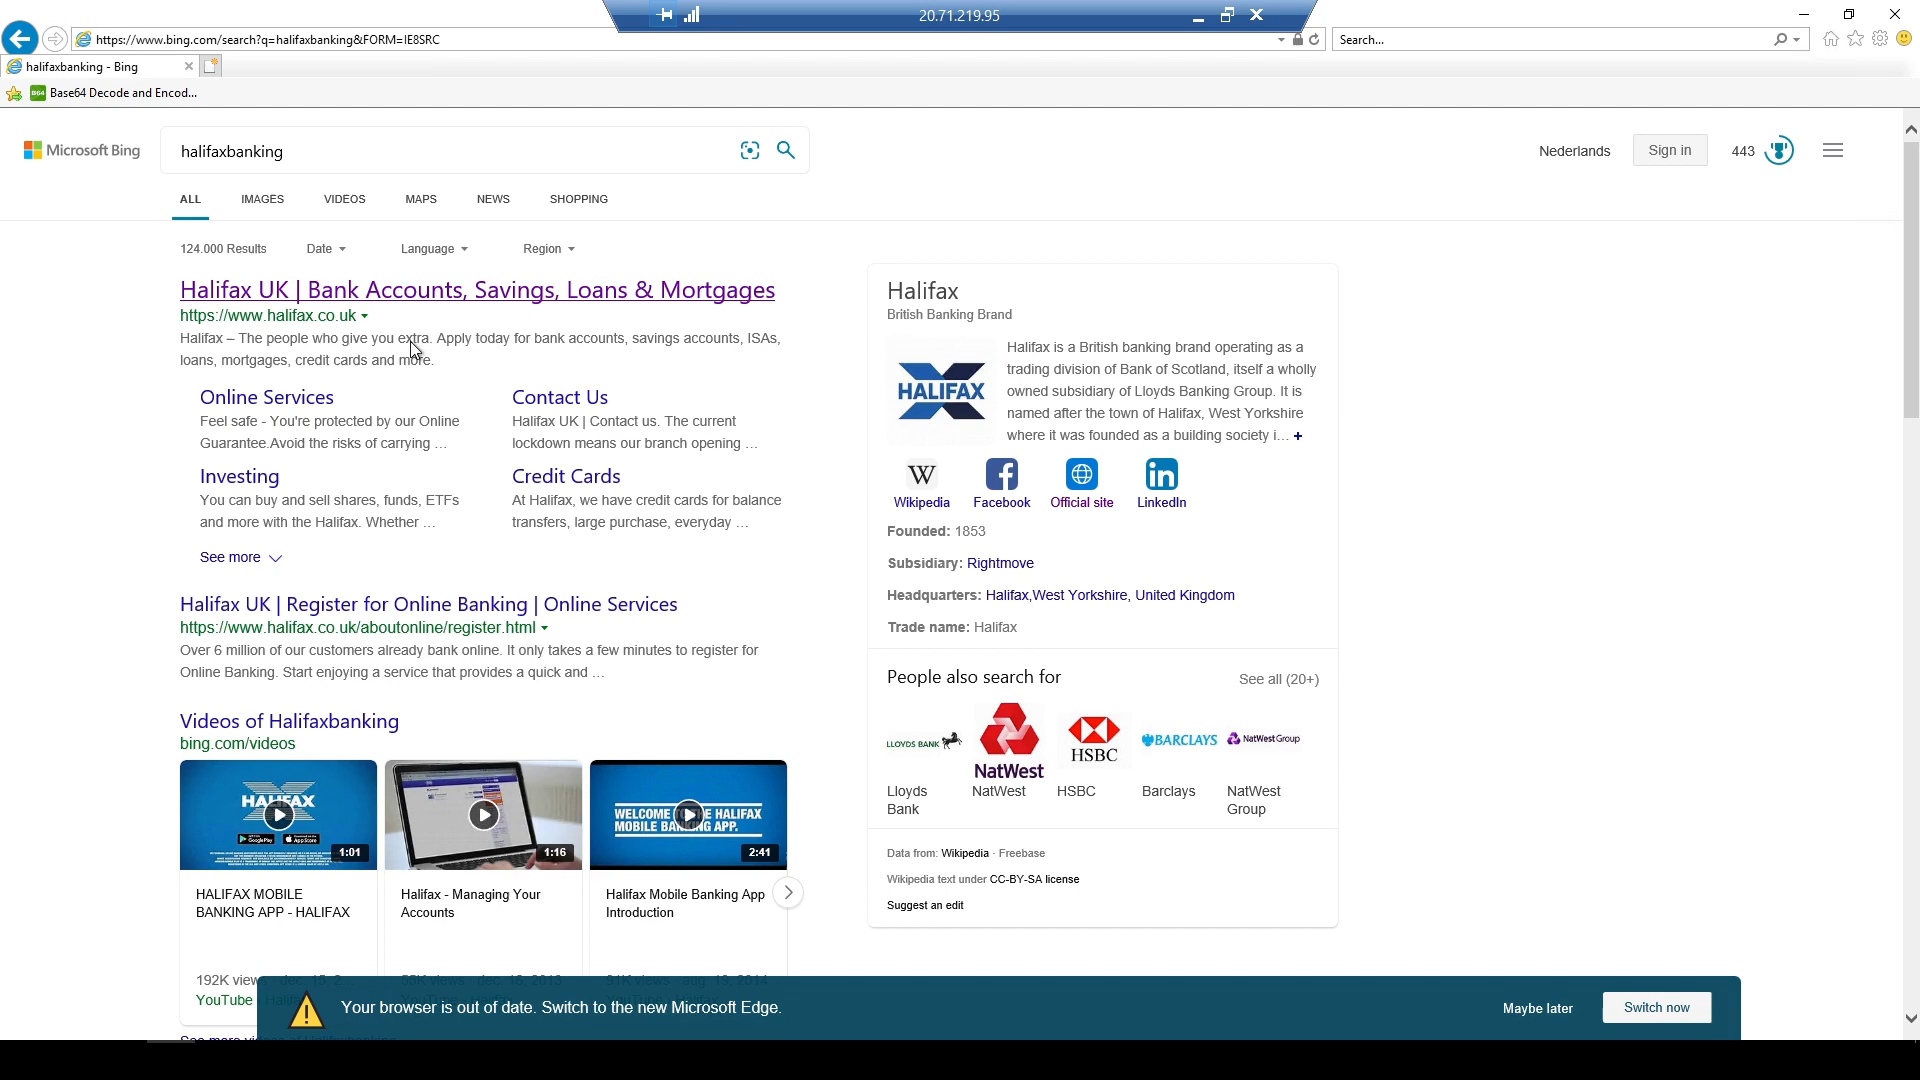 20.71.219.95
https://www.bing.com/search?q=halifaxbanking&FORM=IE8SRC
Search...
halifaxbanking - Bing
Base64 Decode and Encod...
Microsoft Bing
halifaxbanking
Nederlands
Sign in
443
ALL IMAGES VIDEOS MAPS NEWS SHOPPING
124.000 Results Date Language Region
Halifax UK | Bank Accounts, Savings, Loans & Mortgages
https://www.halifax.co.uk
Halifax – The people who give you extra. Apply today for bank accounts, savings accounts, ISAs,
loans, mortgages, credit cards and more.
Online Services
Feel safe - You're protected by our Online
Guarantee.Avoid the risks of carrying ...
Contact Us
Halifax UK | Contact us. The current
lockdown means our branch opening ...
Investing
You can buy and sell shares, funds, ETFs
and more with the Halifax. Whether ...
Credit Cards
At Halifax, we have credit cards for balance
transfers, large purchase, everyday ...
See more
Halifax UK | Register for Online Banking | Online Services
https://www.halifax.co.uk/aboutonline/register.html
Over 6 million of our customers already bank online. It only takes a few minutes to register for
Online Banking. Start enjoying a service that provides a quick and ...
Videos of Halifaxbanking
bing.com/videos
HALIFAX
1:01
1:16
WELCOME TO THE HALIFAX
MOBILE BANKING APP.
2:41
HALIFAX MOBILE
BANKING APP - HALIFAX
Halifax - Managing Your
Accounts
Halifax Mobile Banking App
Introduction
192K views
YouTube
Halifax
British Banking Brand
HALIFAX
Halifax is a British banking brand operating as a
trading division of Bank of Scotland, itself a wholly
owned subsidiary of Lloyds Banking Group. It is
named after the town of Halifax, West Yorkshire
where it was founded as a building society i... +
Wikipedia Facebook Official site LinkedIn
Founded: 1853
Subsidiary: Rightmove
Headquarters: Halifax,West Yorkshire, United Kingdom
Trade name: Halifax
People also search for
See all (20+)
LLOYDS BANK
NatWest
HSBC
BARCLAYS
NatWest Group
Lloyds
Bank
NatWest
HSBC
Barclays
NatWest
Group
Data from: Wikipedia · Freebase
Wikipedia text under CC-BY-SA license
Suggest an edit
Your browser is out of date. Switch to the new Microsoft Edge.
Maybe later
Switch now